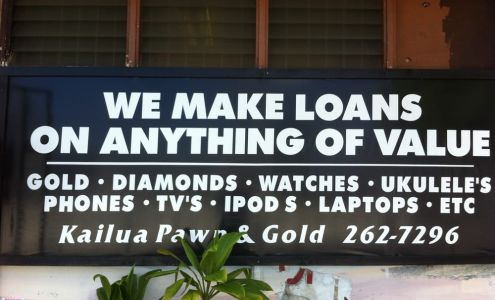 WE MAKE LOANS
ON ANYTHING OF VALUE
GOLD • DIAMONDS • WATCHES • UKULELE'S
PHONES • TV'S • IPOD S • LAPTOPS • ETC
Kailua Pawn & Gold 262-7296